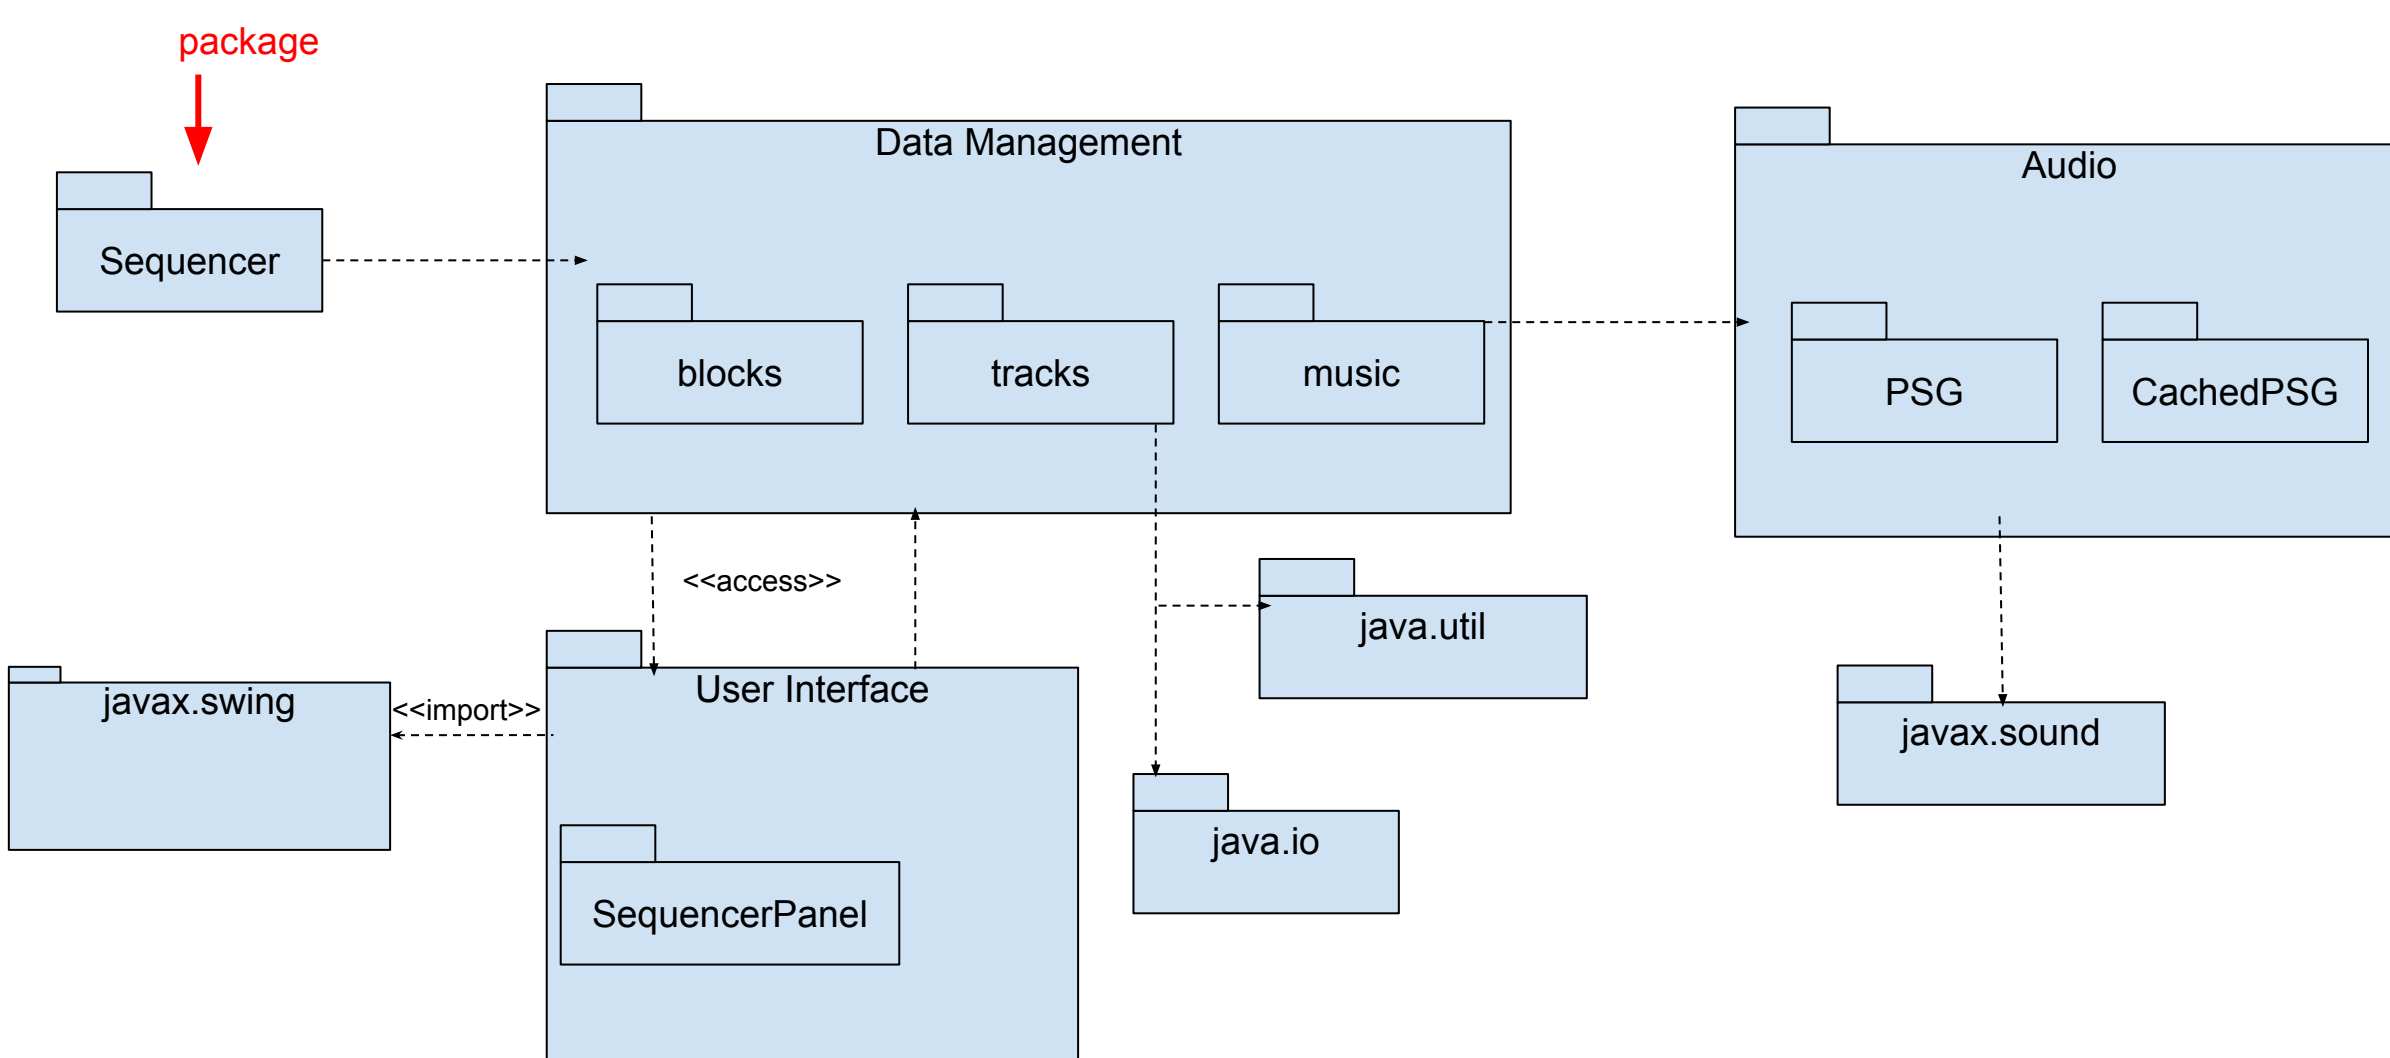 package
Data Management
Audio
Sequencer
blocks
tracks
music
PSG
CachedPSG
<<access>>
java.util
javax.swing
<<import>>
User Interface
javax.sound
java.io
SequencerPanel